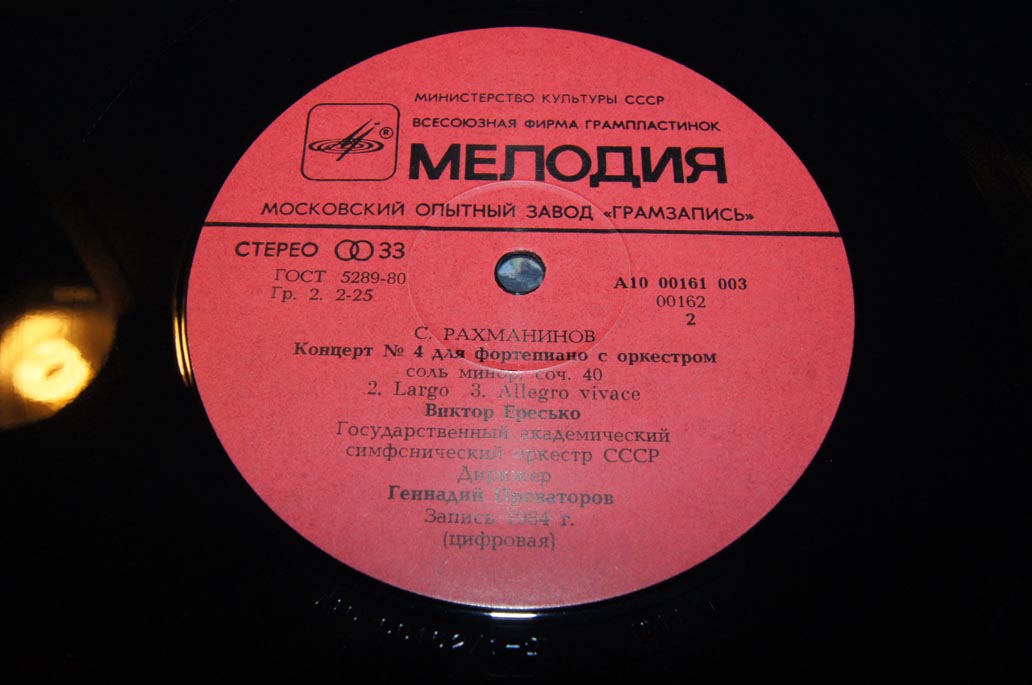 МИНИСТЕРСТВО КУЛЬТУРЫ СССР
ВСЕСОЮЗНАЯ ФИРМА ГРАМПЛАСТИНОК
®
МЕЛОДИЯ
МОСКОВСКИЙ ОПЫТНЫЙ ЗАВОД «ГРАМЗАПИСЬ»
СТЕРЕО 33
ГОСТ 5289-80
Гр. 2. 2-25
А10 00161 003
00162
2
С. РАХМАНИНОВ
Концерт № 4 для фортепиано с оркестром
соль минор, соч. 40
2. Largo 3. Allegro vivace
Виктор Ересько
Государственный академический
симфонический оркестр СССР
Дирижер
Геннадий Проваторов
Запись 1984 г.
(цифровая)